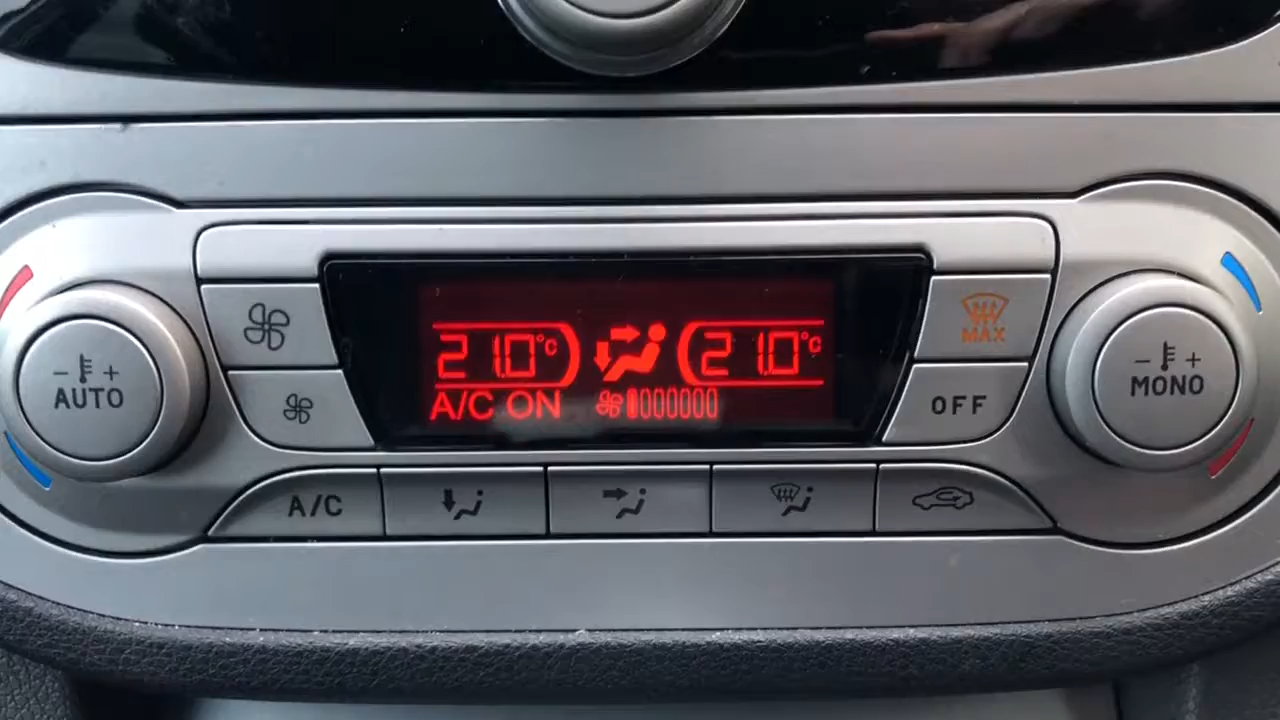 21.0°C 21.0°C
A/C ON
MAX
- +
AUTO
OFF
- +
MONO
A/C